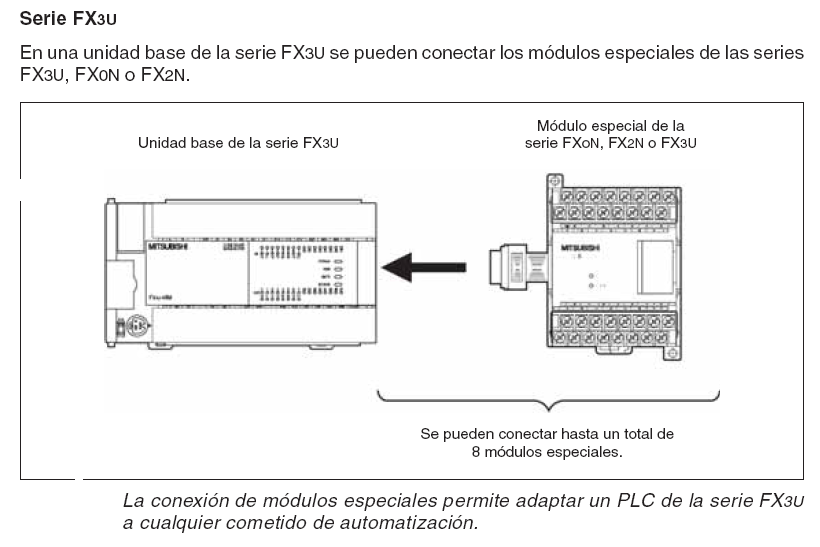 Serie FX3U
En una unidad base de la serie FX3U se pueden conectar los módulos especiales de las series
FX3U, FX0N o FX2N.
Unidad base de la serie FX3U
Módulo especial de la
serie FX0N, FX2N o FX3U
MITSUBISHI
MITSUBISHI
Se pueden conectar hasta un total de
8 módulos especiales.
La conexión de módulos especiales permite adaptar un PLC de la serie FX3U
a cualquier cometido de automatización.